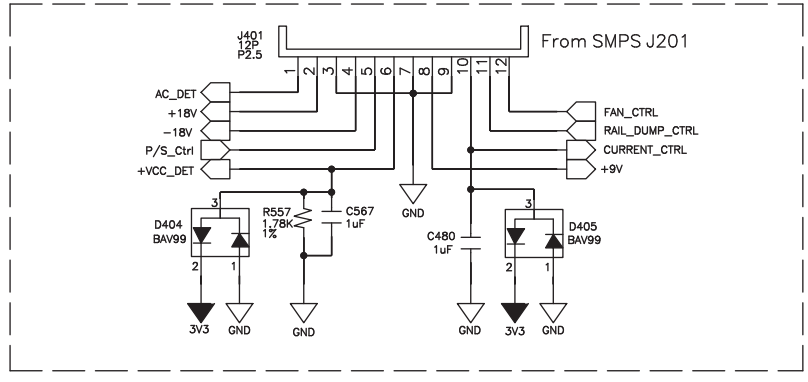 J401
12P
P2.5
From SMPS J201
1 2 3 4 5 6 7 8 9 10 11 12
AC_DET
+18V
-18V
P/S_Ctrl
+VCC_DET
FAN_CTRL
RAIL_DUMP_CTRL
CURRENT_CTRL
+9V
GND
3
D404
BAV99
2 1
3V3
GND
R557
1.78K
1%
C567
1uF
GND
C480
1uF
GND
3
D405
BAV99
2 1
3V3
GND